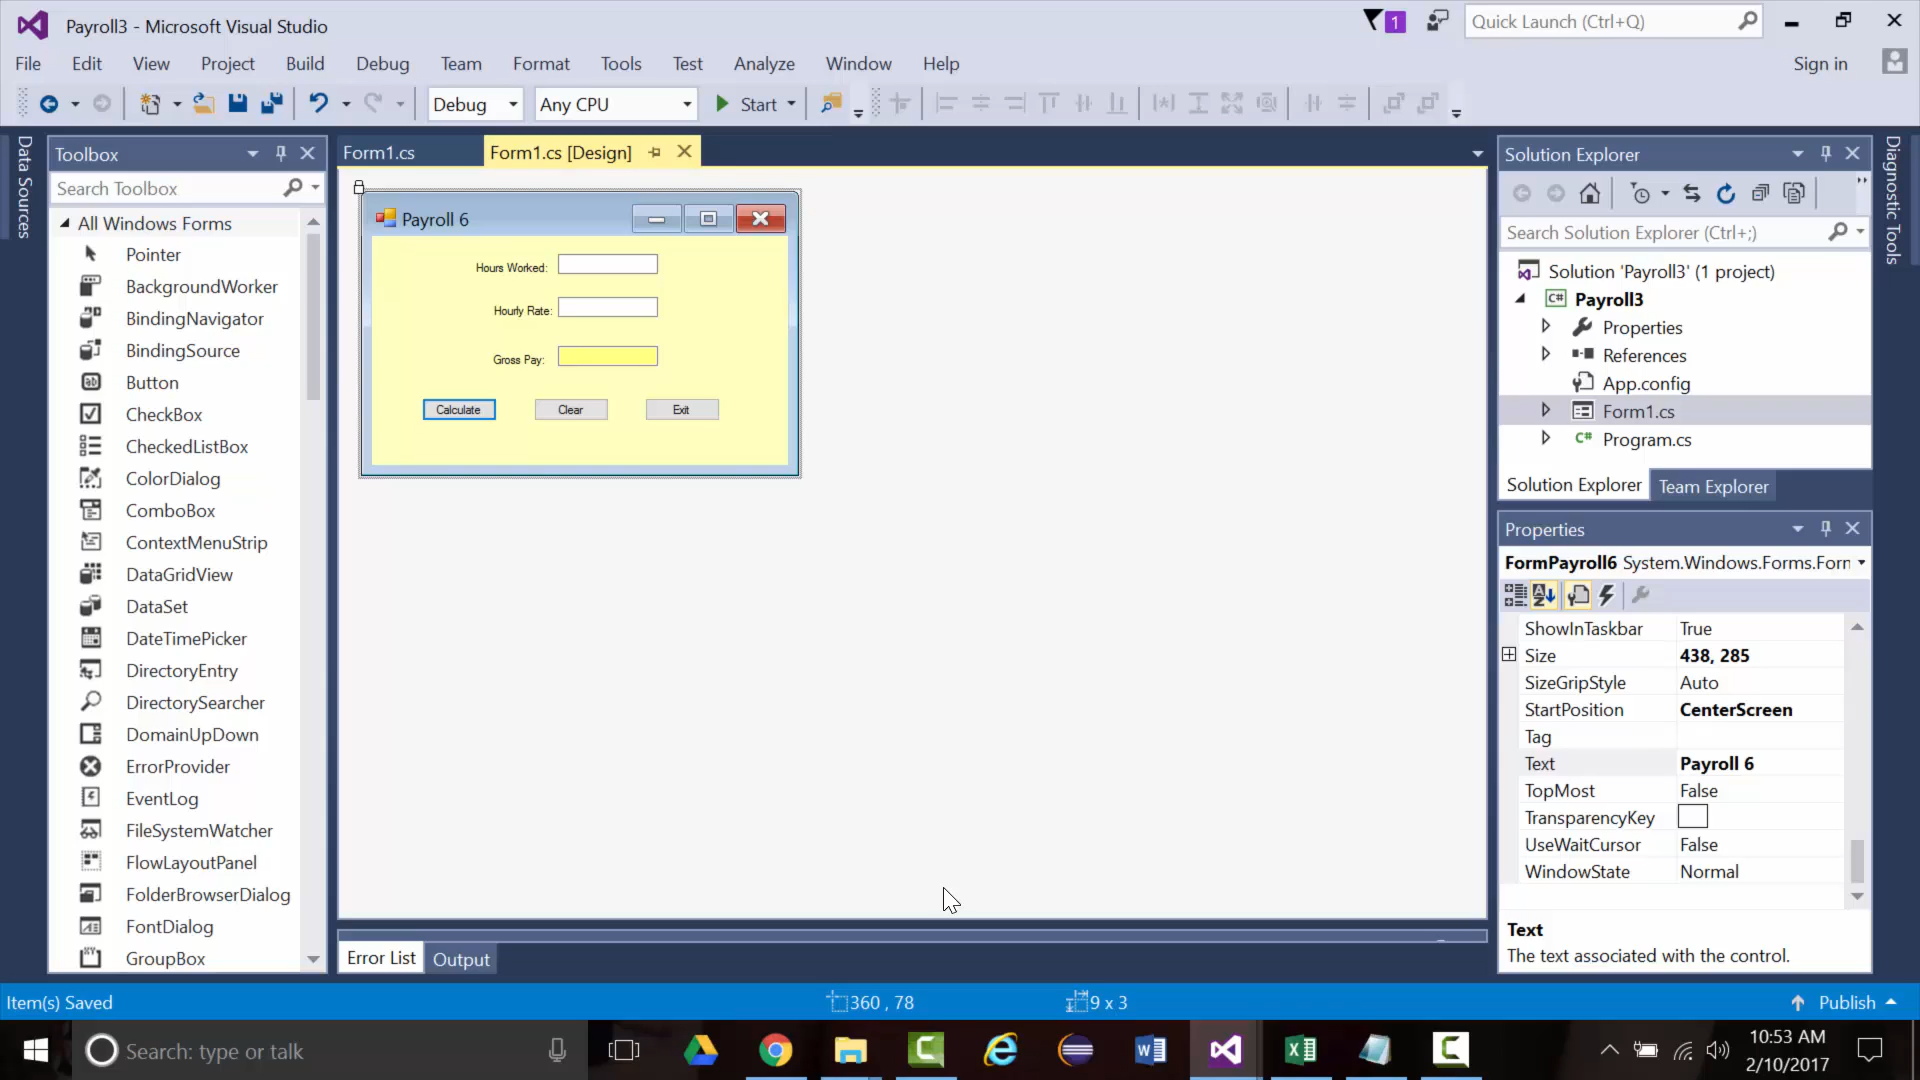 Payroll3 - Microsoft Visual Studio
1
Quick Launch (Ctrl+Q)
File Edit View Project Build Debug Team Format Tools Test Analyze Window Help
Sign in
Debug Any CPU Start
Data Sources
Toolbox
Search Toolbox
All Windows Forms
Pointer
BackgroundWorker
BindingNavigator
BindingSource
Button
CheckBox
CheckedListBox
ColorDialog
ComboBox
ContextMenuStrip
DataGridView
DataSet
DateTimePicker
DirectoryEntry
DirectorySearcher
DomainUpDown
ErrorProvider
EventLog
FileSystemWatcher
FlowLayoutPanel
FolderBrowserDialog
FontDialog
GroupBox
Form1.cs Form1.cs [Design]
Payroll 6
Hours Worked:
Hourly Rate:
Gross Pay:
Calculate Clear Exit
Error List Output
Solution Explorer
Search Solution Explorer (Ctrl+;)
Solution 'Payroll3' (1 project)
C# Payroll3
Properties
References
App.config
Form1.cs
C# Program.cs
Solution Explorer Team Explorer
Properties
FormPayroll6 System.Windows.Forms.Forn
ShowInTaskbar True
Size 438, 285
SizeGripStyle Auto
StartPosition CenterScreen
Tag
Text Payroll 6
TopMost False
TransparencyKey
UseWaitCursor False
WindowState Normal
Text
The text associated with the control.
Diagnostic Tools
Item(s) Saved 360 , 78 9 x 3 Publish
Search: type or talk
10:53 AM
2/10/2017